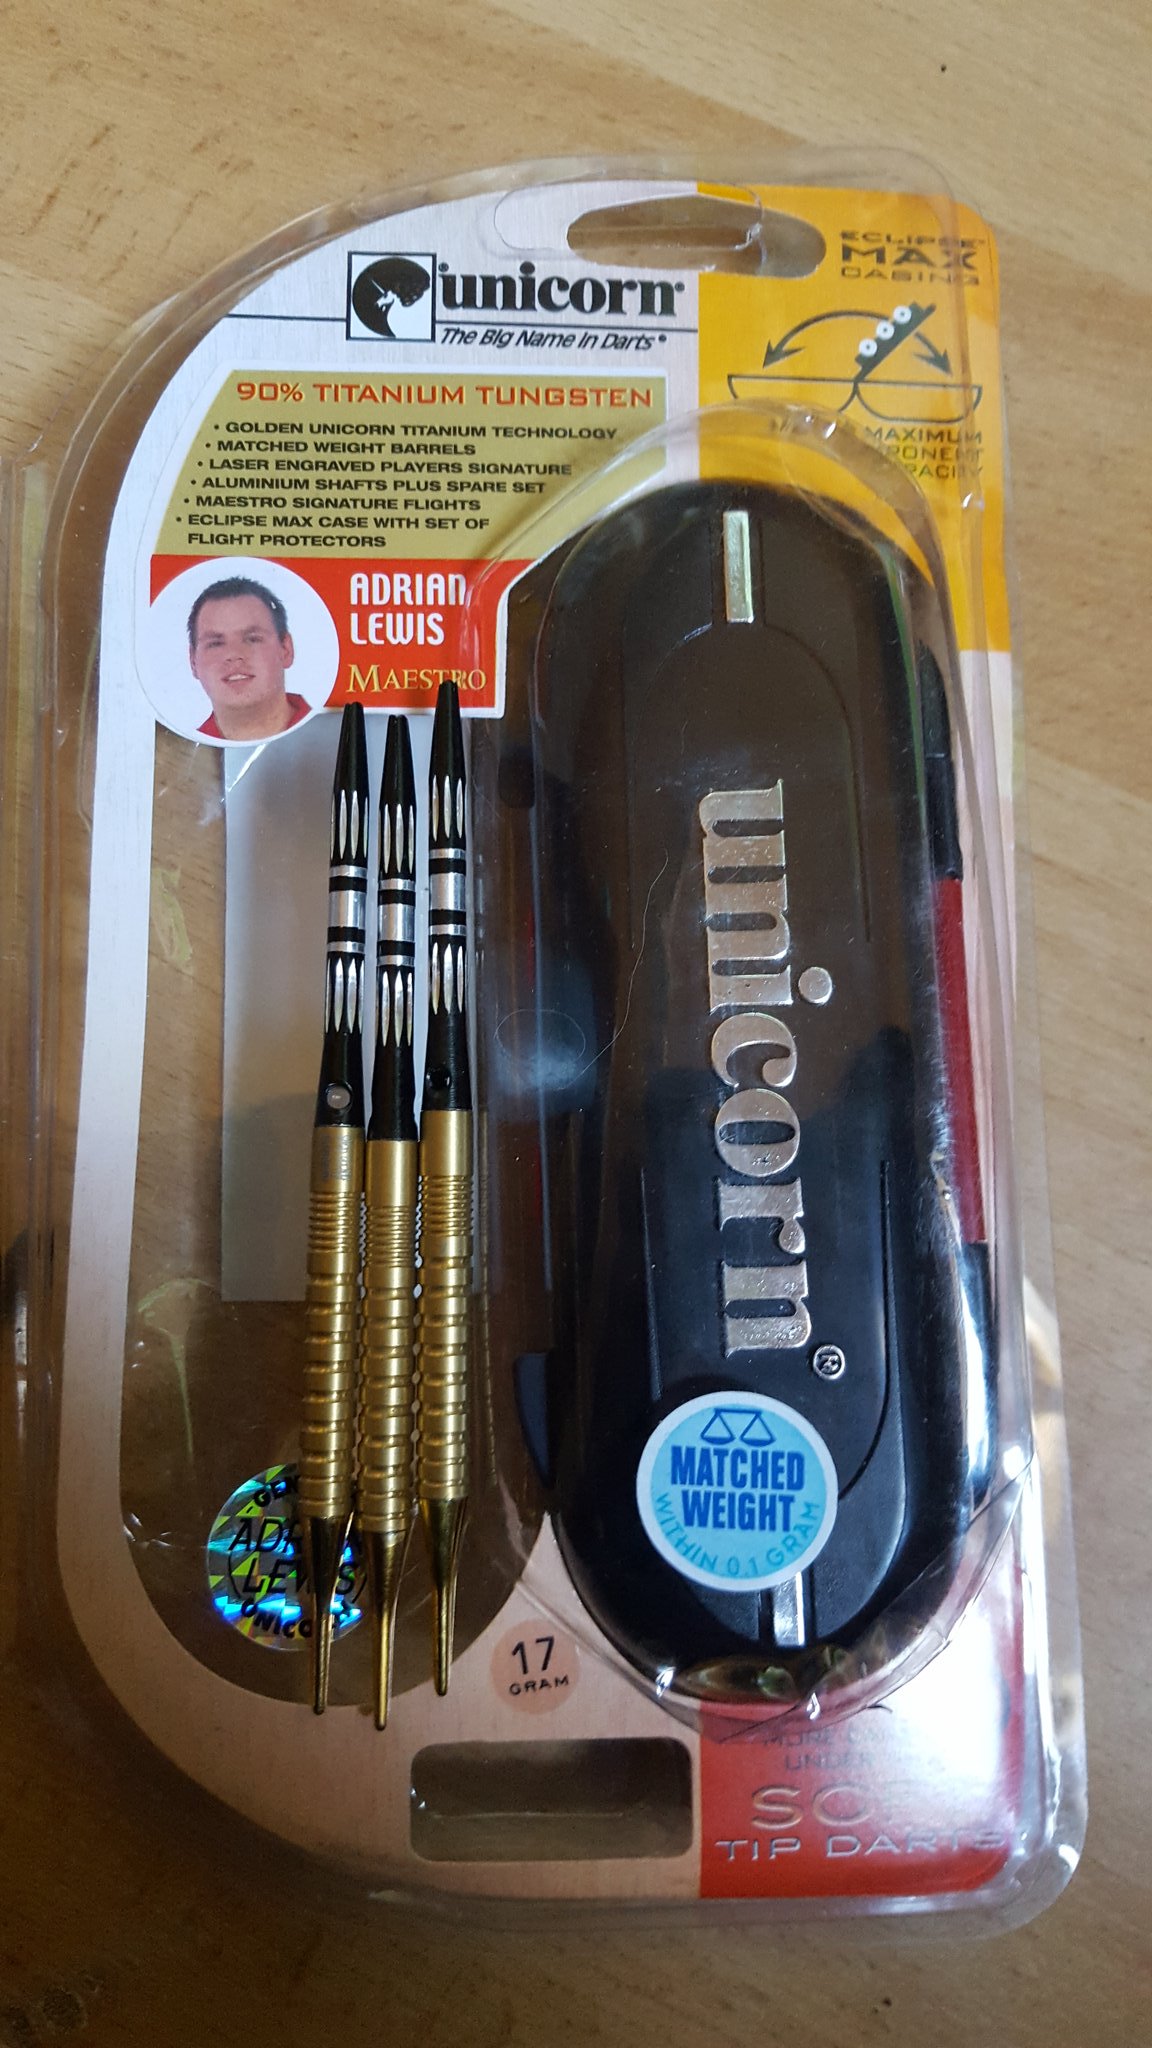 unicorn®
The Big Name in Darts®
ECLIPSE™
MAX
CASING
90% TITANIUM TUNGSTEN
• GOLDEN UNICORN TITANIUM TECHNOLOGY
• MATCHED WEIGHT BARRELS
• LASER ENGRAVED PLAYERS SIGNATURE
• ALUMINIUM SHAFTS PLUS SPARE SET
• MAESTRO SIGNATURE FLIGHTS
• ECLIPSE MAX CASE WITH SET OF
FLIGHT PROTECTORS
MAXIMUM
ADRIAN
LEWIS
MAESTRO
unicorn®
MATCHED
WEIGHT
WITHIN 0.1 GRAM
17
GRAM
TIP DARTS